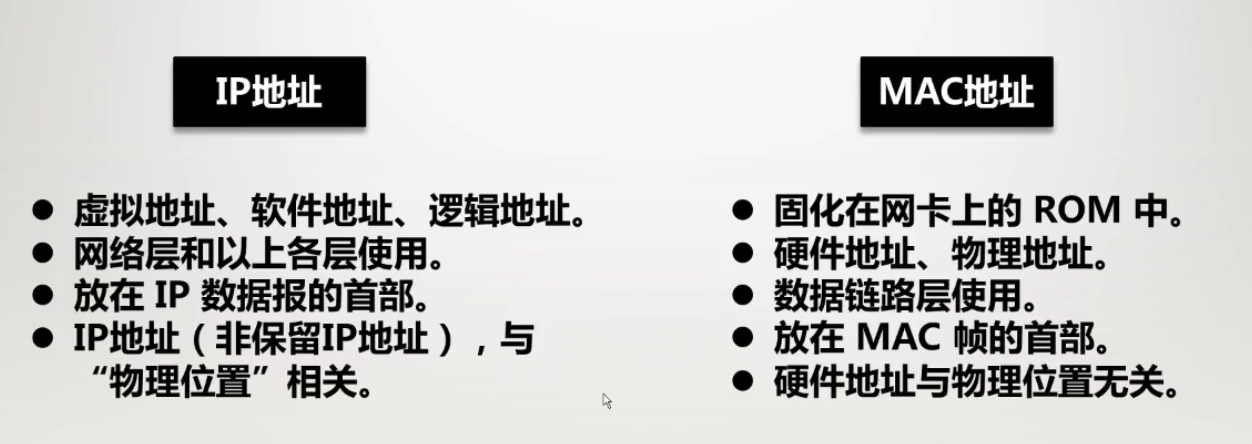 IP地址
虚拟地址、软件地址、逻辑地址。
网络层和以上各层使用。
放在 IP 数据报的首部。
IP地址（非保留IP地址），与
“物理位置”相关。
MAC地址
固化在网卡上的 ROM 中。
硬件地址、物理地址。
数据链路层使用。
放在 MAC 帧的首部。
硬件地址与物理位置无关。